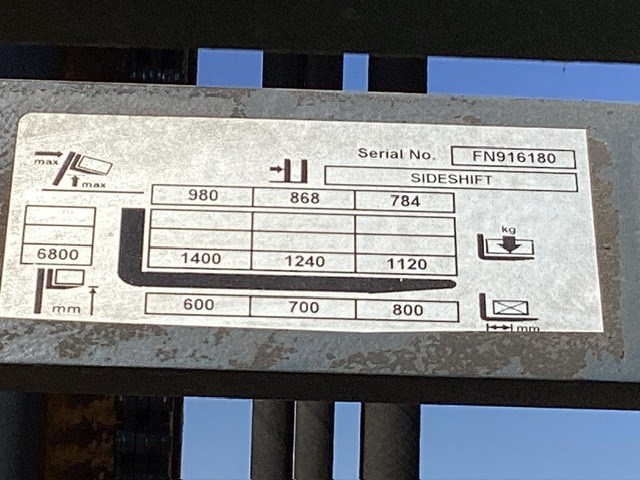 Serial No. FN916180
max
max
SIDESHIFT
980 868 784
kg
6800 1400 1240 1120
mm
600 700 800
mm